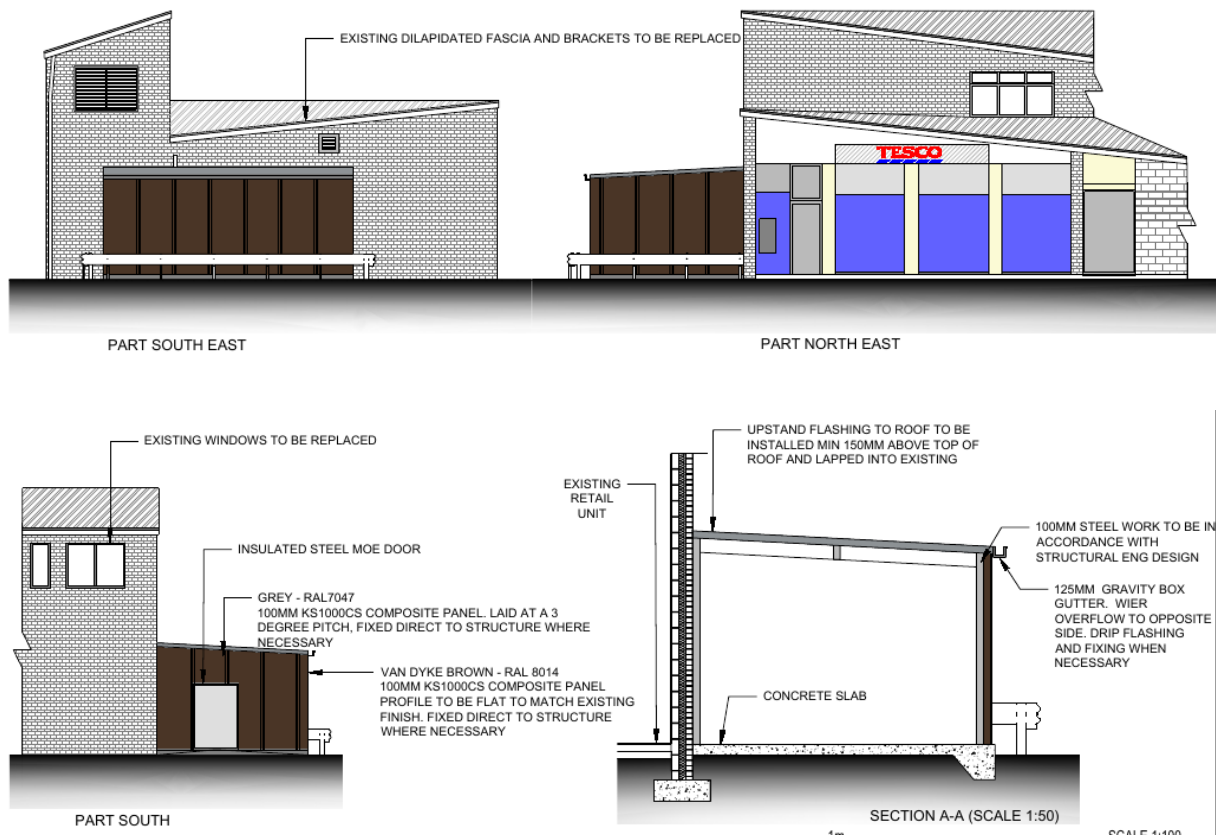 EXISTING DILAPIDATED FASCIA AND BRACKETS TO BE REPLACED
TESCO
PART SOUTH EAST
PART NORTH EAST
EXISTING WINDOWS TO BE REPLACED
INSULATED STEEL MOE DOOR
GREY - RAL7047
100MM KS1000CS COMPOSITE PANEL. LAID AT A 3
DEGREE PITCH, FIXED DIRECT TO STRUCTURE WHERE
NECESSARY
VAN DYKE BROWN - RAL 8014
100MM KS1000CS COMPOSITE PANEL
PROFILE TO BE FLAT TO MATCH EXISTING
FINISH. FIXED DIRECT TO STRUCTURE
WHERE NECESSARY
PART SOUTH
UPSTAND FLASHING TO ROOF TO BE
INSTALLED MIN 150MM ABOVE TOP OF
ROOF AND LAPPED INTO EXISTING
EXISTING
RETAIL
UNIT
100MM STEEL WORK TO BE IN
ACCORDANCE WITH
STRUCTURAL ENG DESIGN
125MM GRAVITY BOX
GUTTER. WIER
OVERFLOW TO OPPOSITE
SIDE. DRIP FLASHING
AND FIXING WHEN
NECESSARY
CONCRETE SLAB
SECTION A-A (SCALE 1:50)
1m
SCALE 1:100